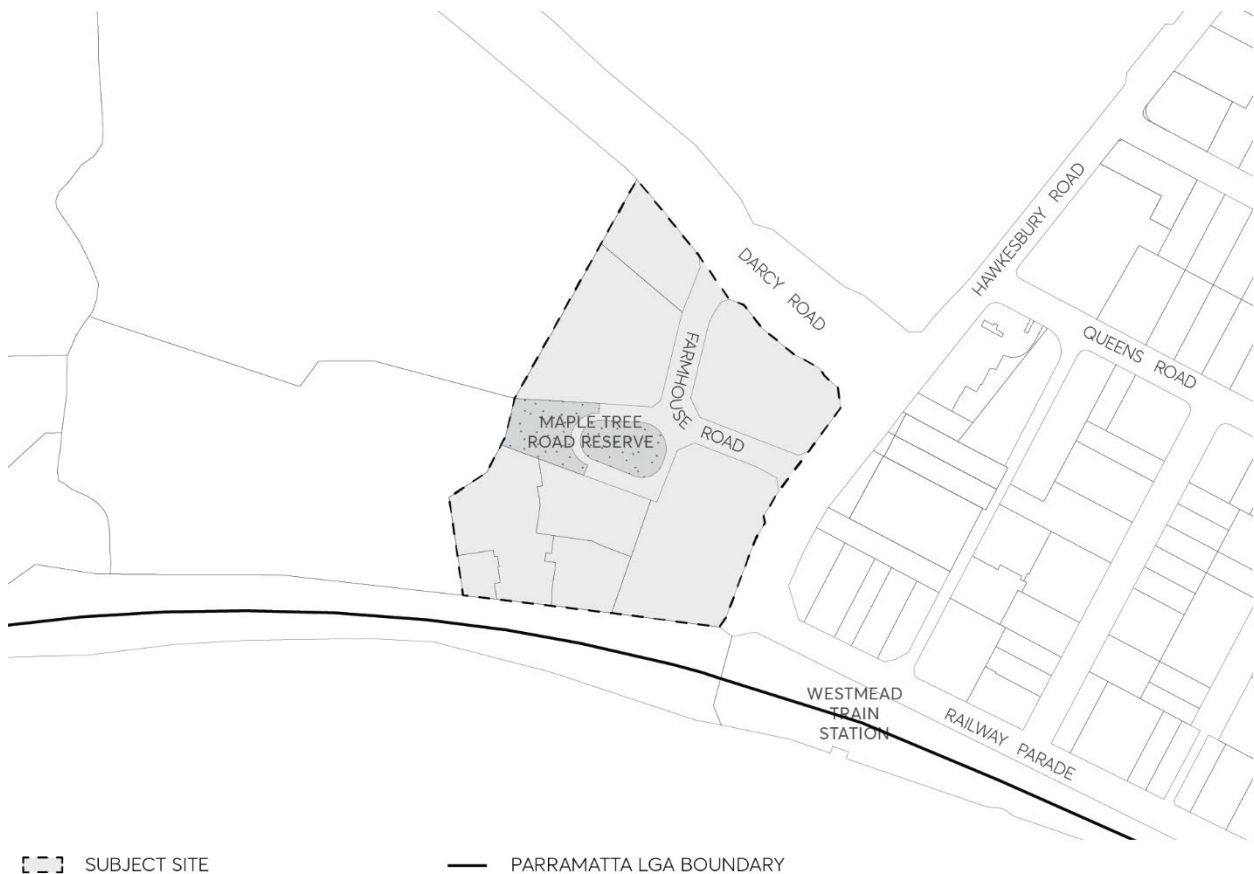 HAWKESBURY ROAD
DARCY ROAD
QUEENS ROAD
FARMHOUSE ROAD
MAPLE TREE
ROAD RESERVE
WESTMEAD
TRAIN
STATION
RAILWAY PARADE
SUBJECT SITE
PARRAMATTA LGA BOUNDARY